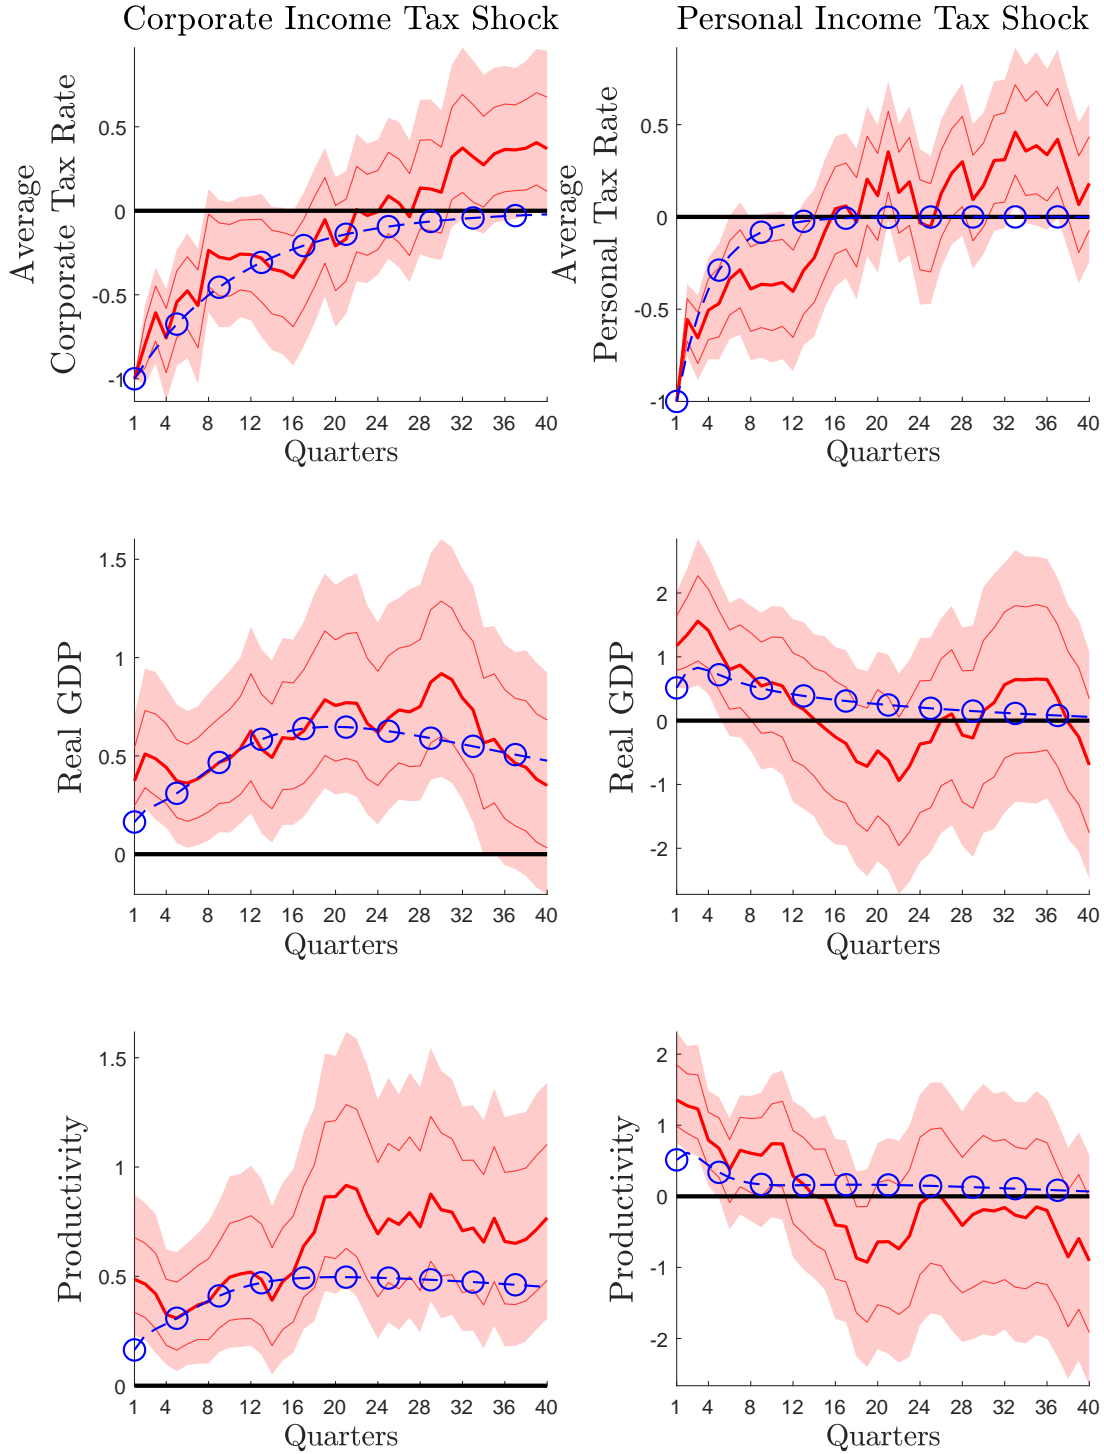 Corporate Income Tax Shock
Personal Income Tax Shock
Average
Corporate Tax Rate
0.5
0
-0.5
-1
1 4 8 12 16 20 24 28 32 36 40
Quarters
Average
Personal Tax Rate
0.5
0
-0.5
-1
1 4 8 12 16 20 24 28 32 36 40
Quarters
Real GDP
1.5
1
0.5
0
1 4 8 12 16 20 24 28 32 36 40
Quarters
Real GDP
2
1
0
-1
-2
1 4 8 12 16 20 24 28 32 36 40
Quarters
Productivity
1.5
1
0.5
0
1 4 8 12 16 20 24 28 32 36 40
Quarters
Productivity
2
1
0
-1
-2
1 4 8 12 16 20 24 28 32 36 40
Quarters